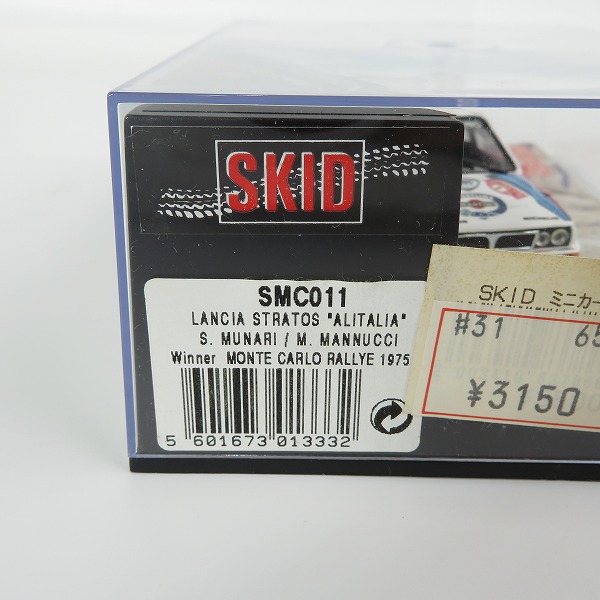 SKID
SMC011
LANCIA STRATOS "ALITALIA"
S. MUNARI / M. MANNUCCI
Winner MONTE CARLO RALLYE 1975
5 601673 013332
SKID ミニカー
#31 65
¥3150